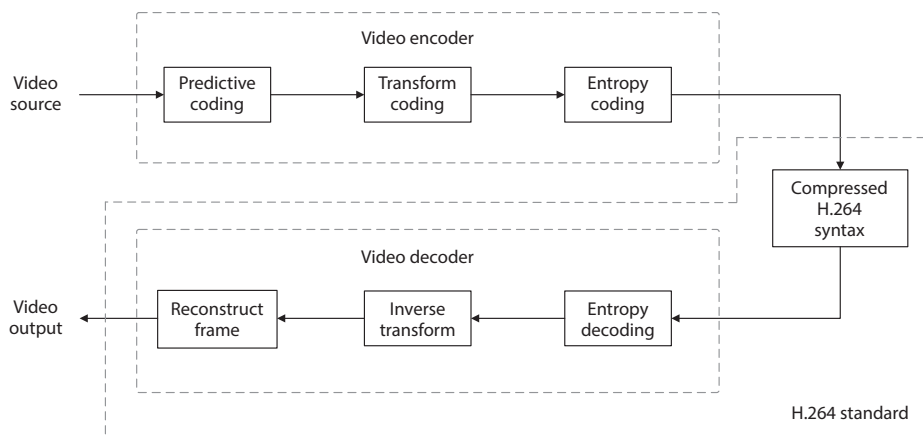 Video encoder
Video
source
Predictive
coding
Transform
coding
Entropy
coding
Compressed
H.264
syntax
Video decoder
Video
output
Reconstruct
frame
Inverse
transform
Entropy
decoding
H.264 standard